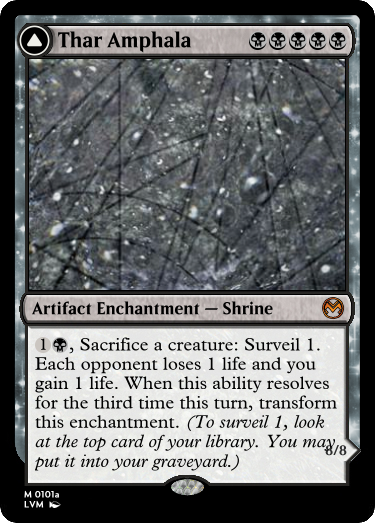 Thar Amphala
Artifact Enchantment — Shrine
1 , Sacrifice a creature: Surveil 1.
Each opponent loses 1 life and you
gain 1 life. When this ability resolves
for the third time this turn, transform
this enchantment. (To surveil 1, look
at the top card of your library. You may
put it into your graveyard.)
8/8
M 0101a
LVM